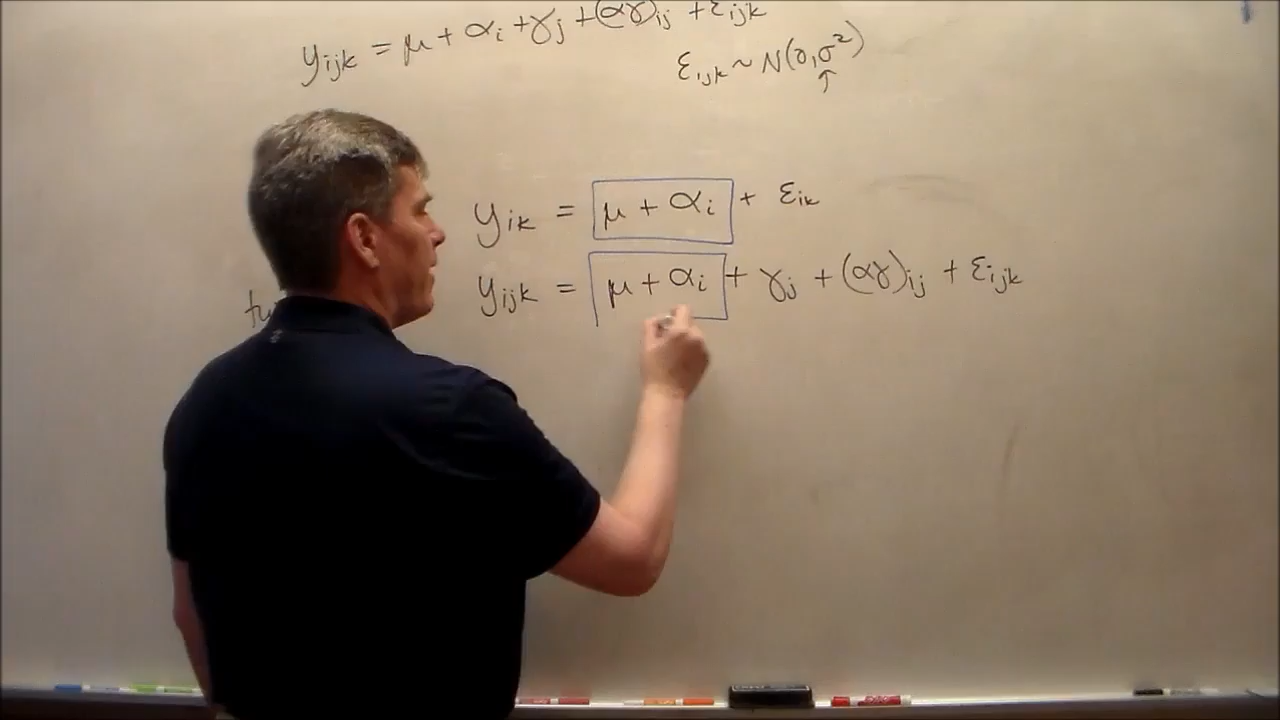 yijk = μ + αi + γj + (αγ)ij + εijk
εijk ~ N(0, σ²)
↑
yik = μ + αi + εik
yijk = μ + αi + γj + (αγ)ij + εijk